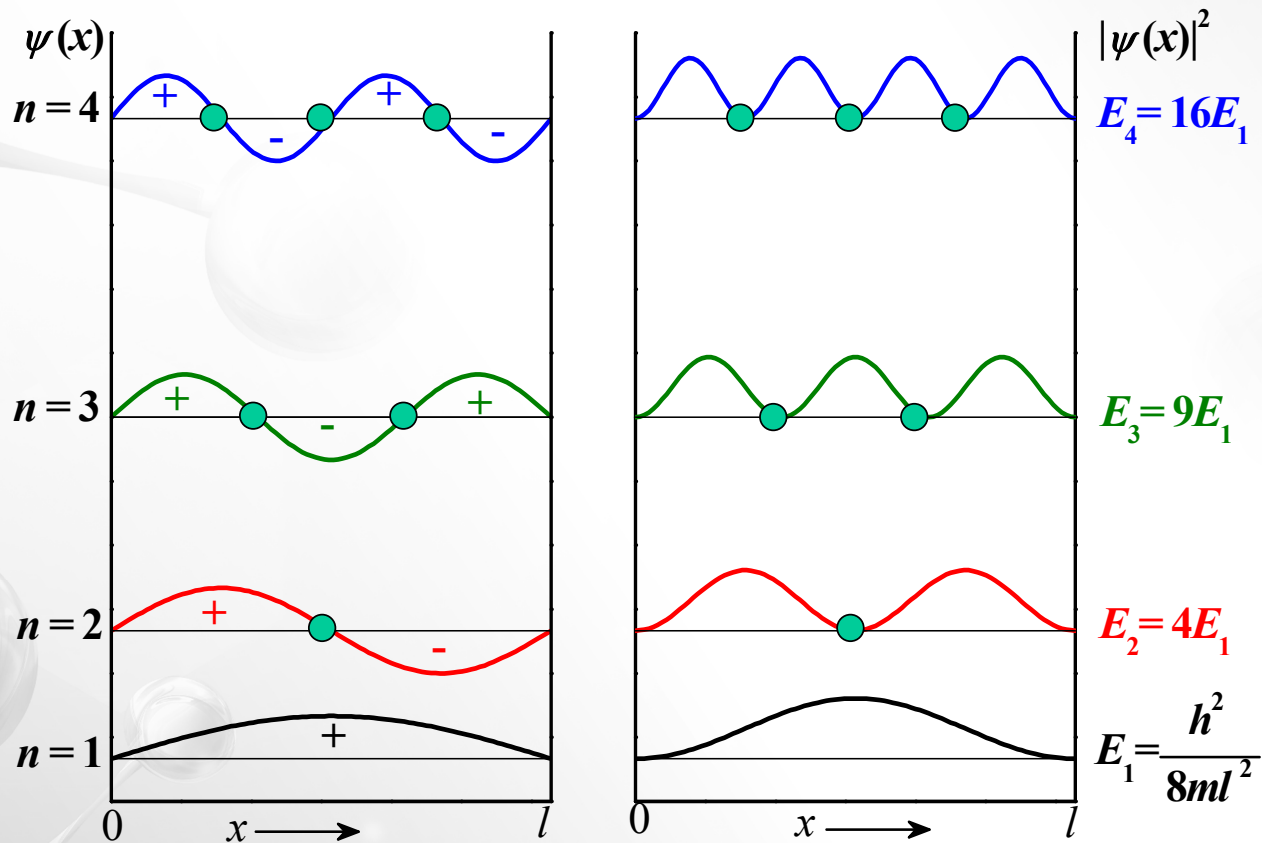 ψ(x)
|ψ(x)|²
n = 4
+
-
+
-
E₄ = 16E₁
n = 3
+
-
+
E₃ = 9E₁
n = 2
+
-
E₂ = 4E₁
n = 1
+
E₁ = h²/8ml²
0
x
l
0
x
l